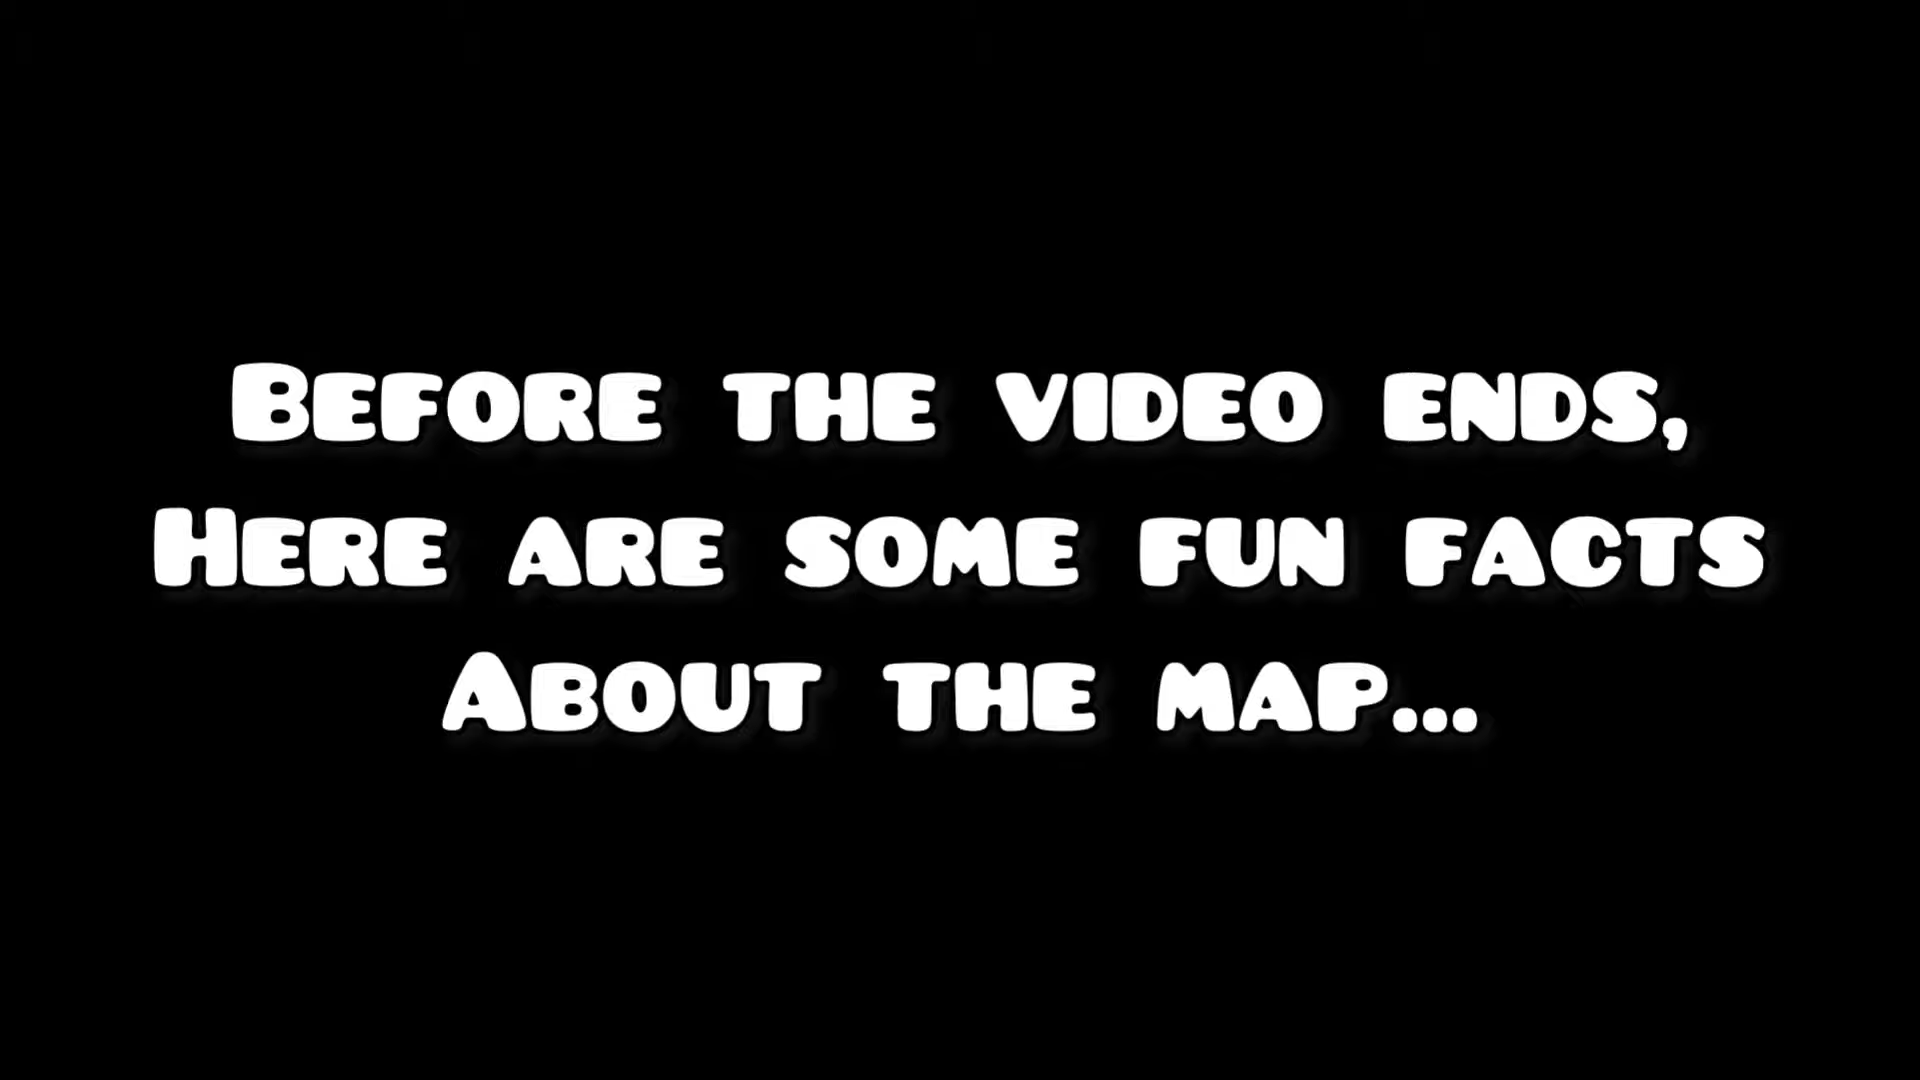 Before the video ends,
Here are some fun facts
About the map...